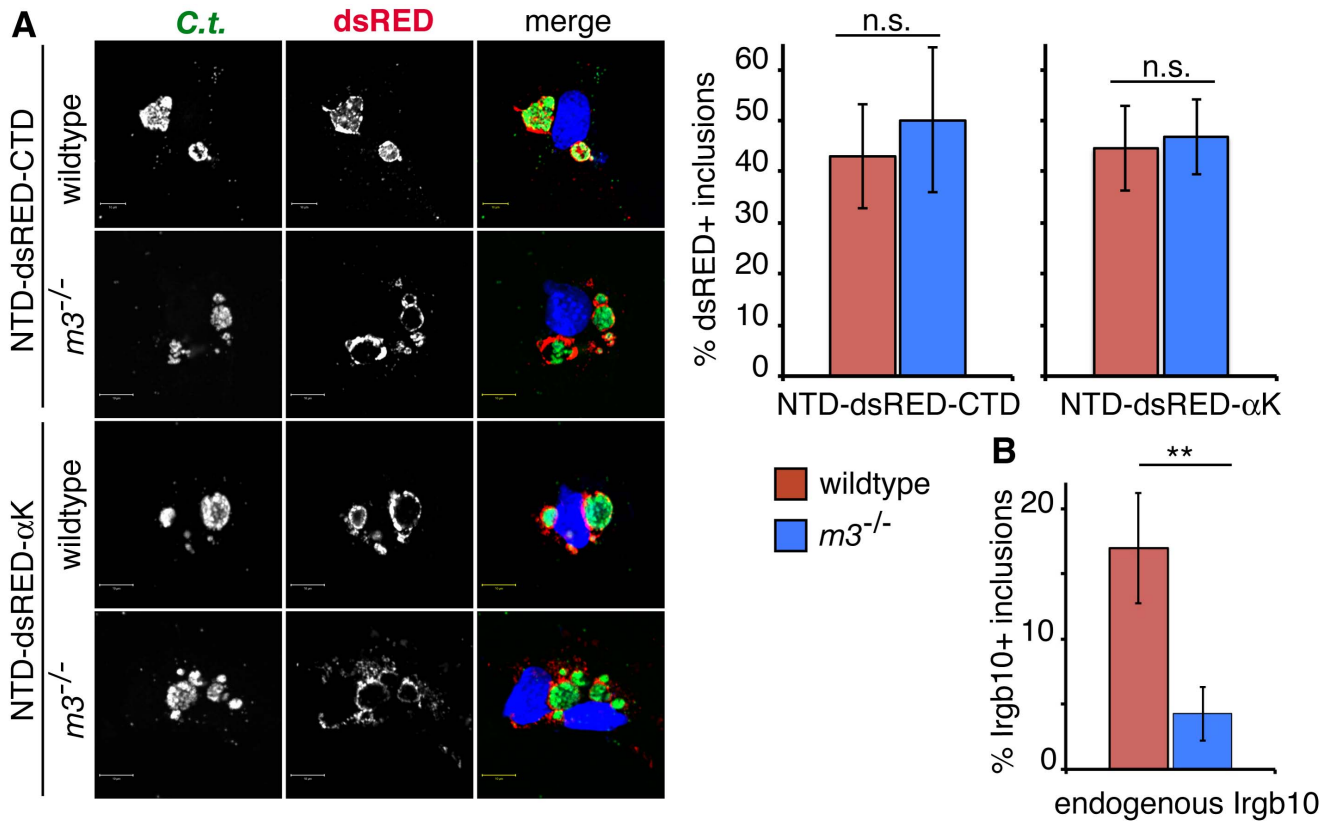 A
C.t.
dsRED
merge
NTD-dsRED-CTD
wildtype
m3-/-
NTD-dsRED-αK
wildtype
m3-/-
% dsRED+ inclusions
60
50
40
30
20
10
0
n.s.
n.s.
NTD-dsRED-CTD
NTD-dsRED-αK
wildtype
m3-/-
B
**
% Irgb10+ inclusions
20
10
0
endogenous Irgb10